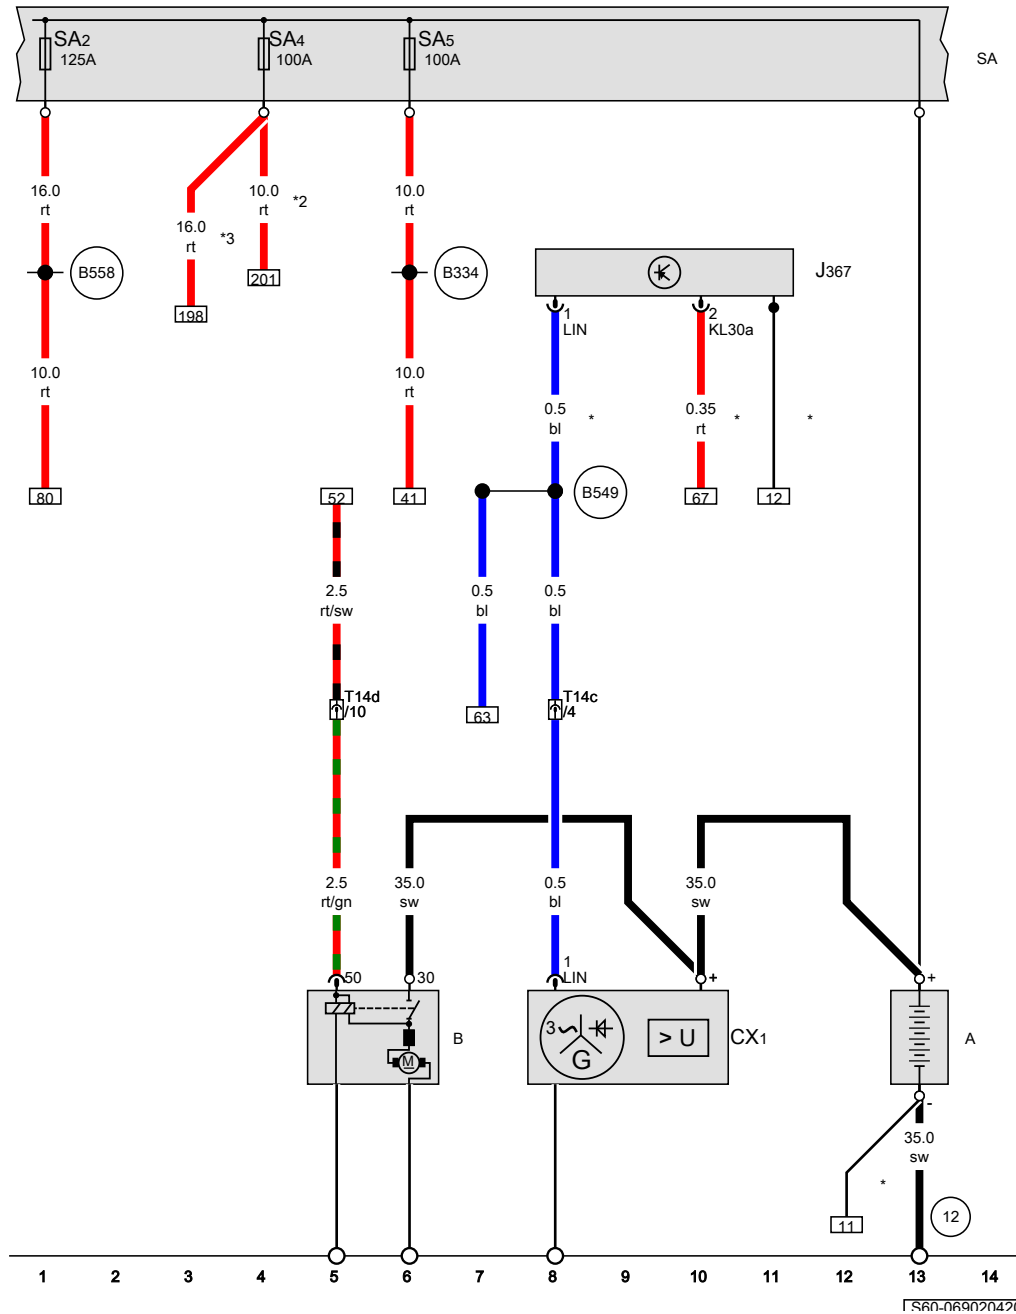 SA2
125A
SA4
100A
SA5
100A
SA
16.0
rt
10.0
rt
*2
10.0
rt
16.0
rt
*3
B558
201
B334
J367
198
1
LIN
2
KL30a
10.0
rt
10.0
rt
0.5
bl
*
0.35
rt
*
*
80
52
41
B549
67
12
2.5
rt/sw
0.5
bl
0.5
bl
T14d
/10
63
T14c
/4
2.5
rt/gn
35.0
sw
0.5
bl
35.0
sw
50
30
1
LIN
+
+
B
M
3
G
> U
CX1
A
-
35.0
sw
*
11
12
1 2 3 4 5 6 7 8 9 10 11 12 13 14